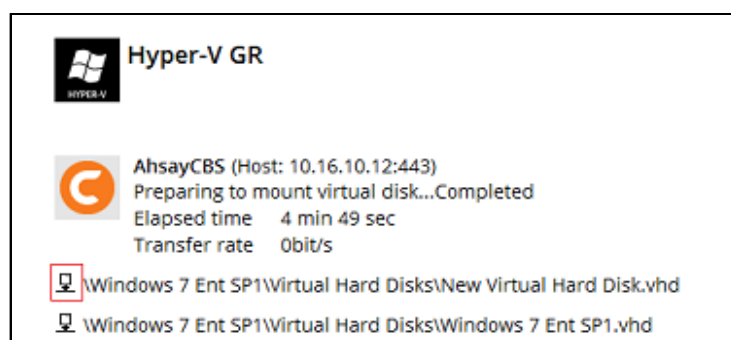 Hyper-V GR
HYPER-V
AhsayCBS (Host: 10.16.10.12:443)
Preparing to mount virtual disk...Completed
Elapsed time 4 min 49 sec
Transfer rate 0bit/s
\Windows 7 Ent SP1\Virtual Hard Disks\New Virtual Hard Disk.vhd
\Windows 7 Ent SP1\Virtual Hard Disks\Windows 7 Ent SP1.vhd